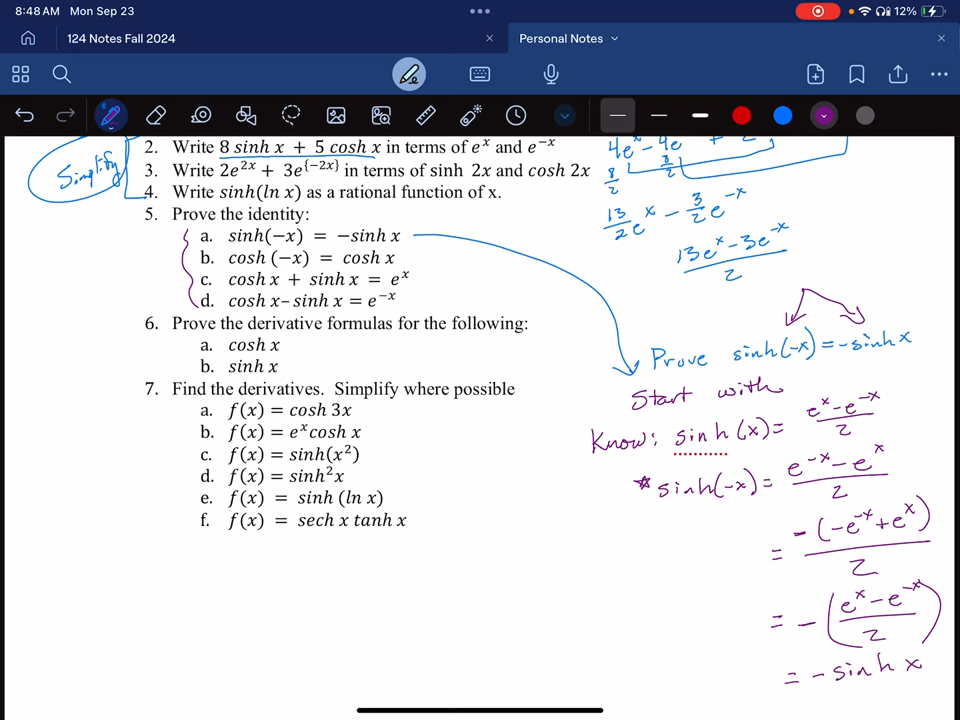 8:48 AM Mon Sep 23
12%
124 Notes Fall 2024
Personal Notes
2. Write 8 sinh x + 5 cosh x in terms of e^x and e^−x
3. Write 2e^2x + 3e^{−2x} in terms of sinh 2x and cosh 2x
4. Write sinh(ln x) as a rational function of x.
5. Prove the identity:
a. sinh(−x) = −sinh x
b. cosh (−x) = cosh x
c. cosh x + sinh x = e^x
d. cosh x – sinh x = e^−x
6. Prove the derivative formulas for the following:
a. cosh x
b. sinh x
7. Find the derivatives. Simplify where possible
a. f(x) = cosh 3x
b. f(x) = e^x cosh x
c. f(x) = sinh(x^2)
d. f(x) = sinh^2 x
e. f(x) = sinh (ln x)
f. f(x) = sech x tanh x
Simplify
8/2 8/2
13/2 e^x − 3/2 e^−x
(13e^x − 3e^−x)/2
Prove sinh(−x) = −sinh x
Start with
Know: sinh(x) = (e^x − e^−x)/2
* sinh(−x) = (e^−x − e^x)/2
= −(−e^−x + e^x)/2
= −((e^x − e^−x)/2)
= − sinh x